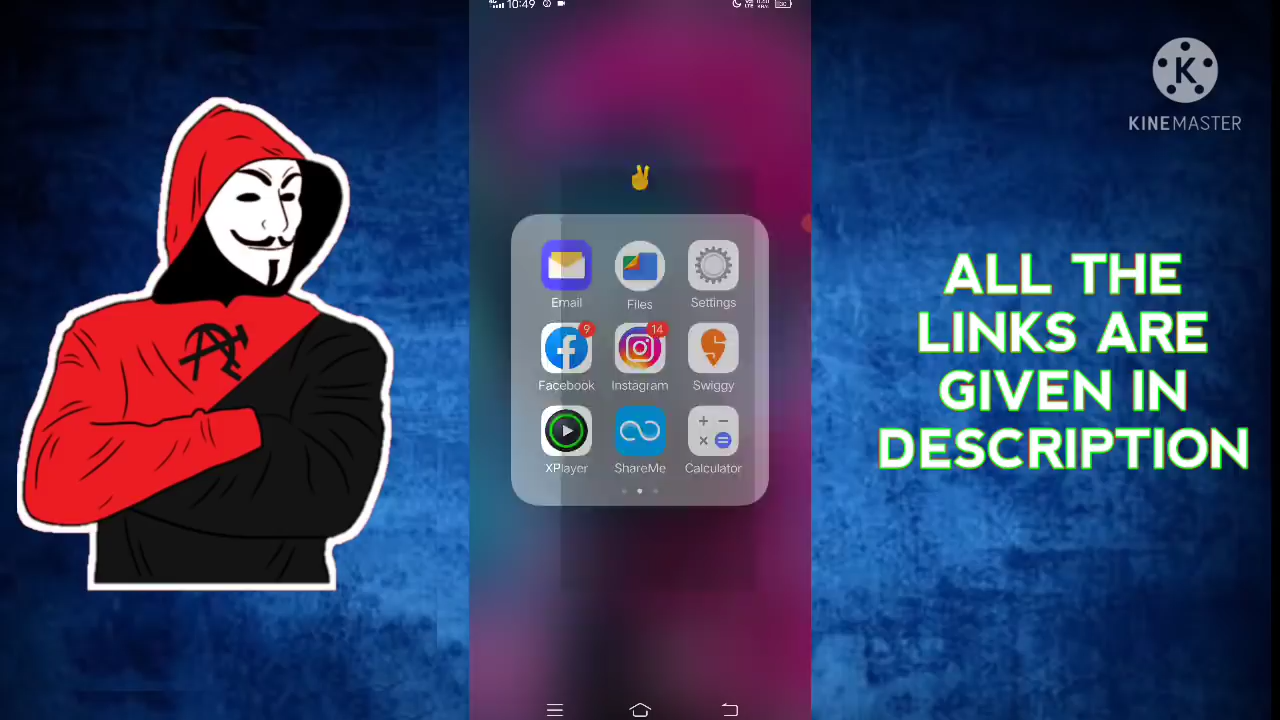 10:49
KINEMASTER
✌
Email Files Settings
9 14
Facebook Instagram Swiggy
XPlayer ShareMe Calculator
ALL THE
LINKS ARE
GIVEN IN
DESCRIPTION